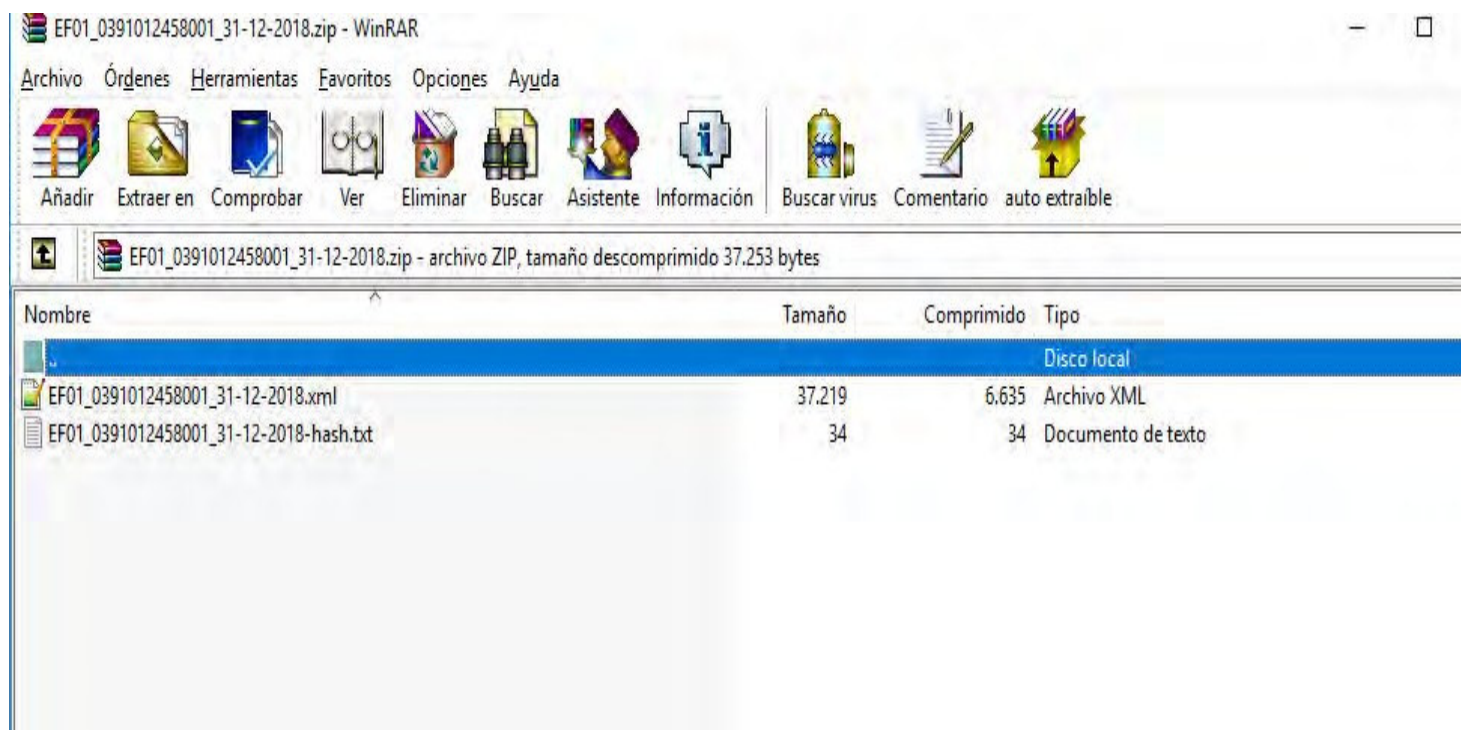 EF01_0391012458001_31-12-2018.zip - WinRAR
Archivo Órdenes Herramientas Favoritos Opciones Ayuda
Añadir Extraer en Comprobar Ver Eliminar Buscar Asistente Información Buscar virus Comentario auto extraíble
EF01_0391012458001_31-12-2018.zip - archivo ZIP, tamaño descomprimido 37.253 bytes
Nombre Tamaño Comprimido Tipo
.. Disco local
EF01_0391012458001_31-12-2018.xml 37.219 6.635 Archivo XML
EF01_0391012458001_31-12-2018-hash.txt 34 34 Documento de texto